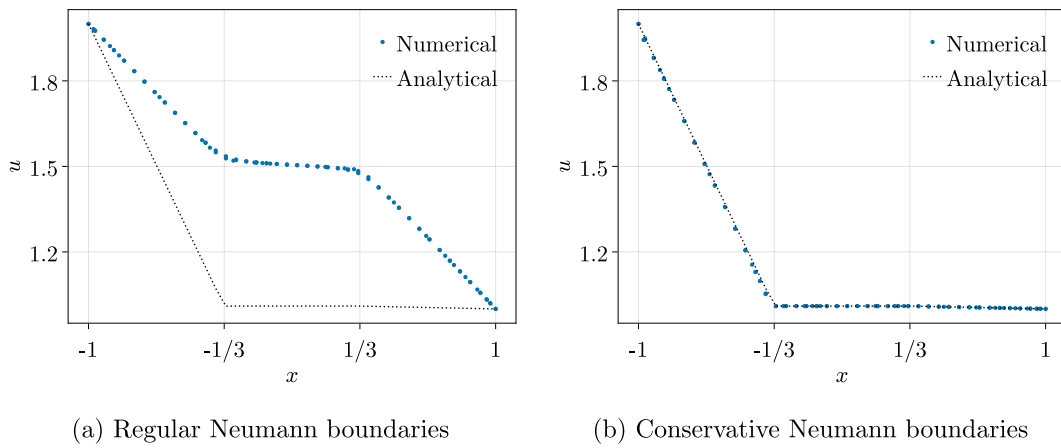 Numerical
Analytical
1.8
1.5
1.2
u
-1
-1/3
1/3
1
x
(a) Regular Neumann boundaries
Numerical
Analytical
1.8
1.5
1.2
u
-1
-1/3
1/3
1
x
(b) Conservative Neumann boundaries